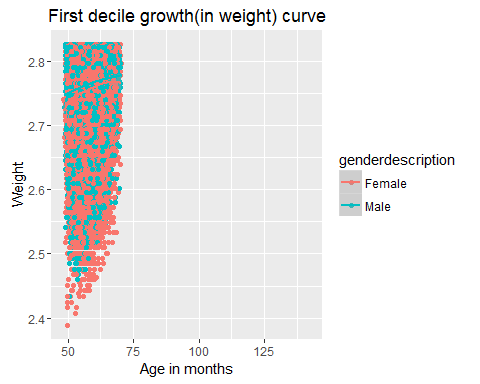 First decile growth(in weight) curve
Weight
2.8
2.7
2.6
2.5
2.4
50 75 100 125
Age in months
genderdescription
Female
Male